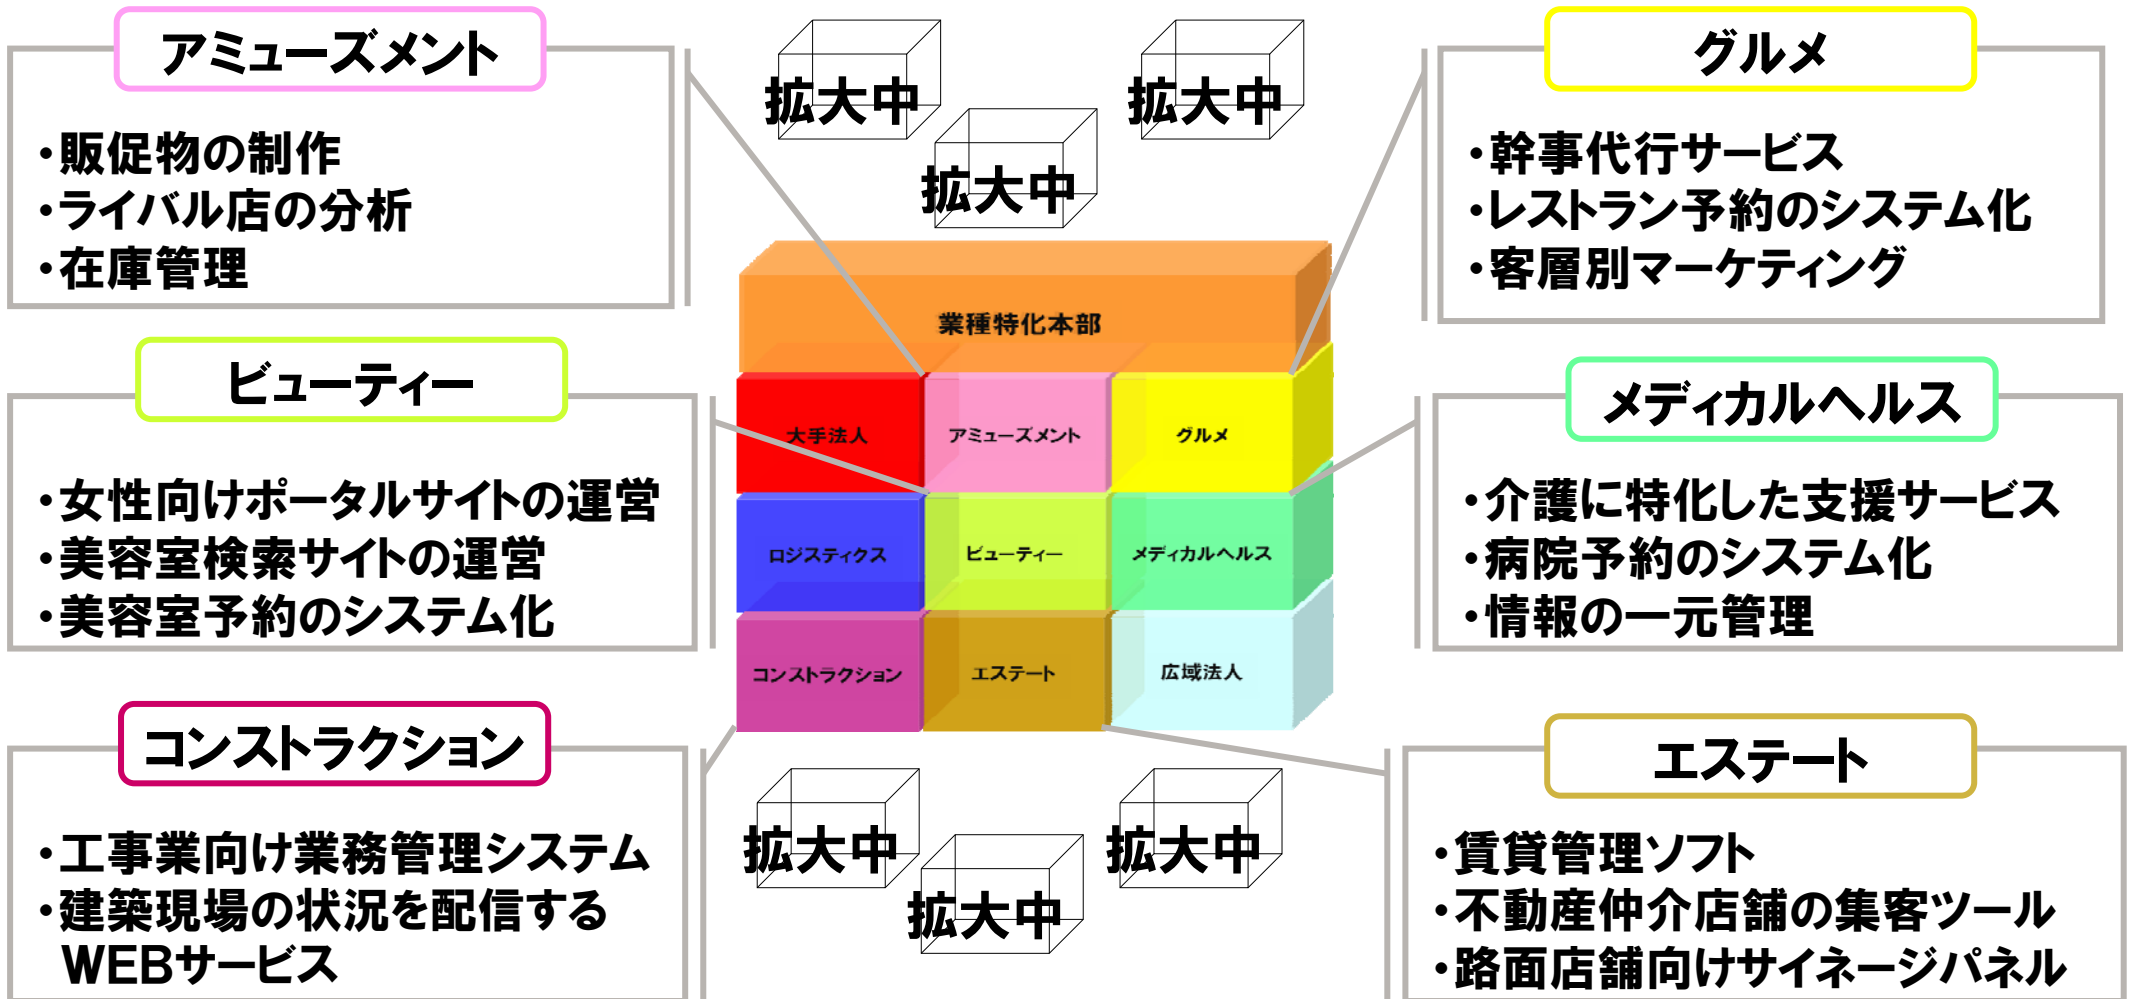 アミューズメント
・販促物の制作
・ライバル店の分析
・在庫管理
拡大中
拡大中
拡大中
グルメ
・幹事代行サービス
・レストラン予約のシステム化
・客層別マーケティング
業種特化本部
大手法人
アミューズメント
グルメ
ロジスティクス
ビューティー
メディカルヘルス
コンストラクション
エステート
広域法人
ビューティー
・女性向けポータルサイトの運営
・美容室検索サイトの運営
・美容室予約のシステム化
メディカルヘルス
・介護に特化した支援サービス
・病院予約のシステム化
・情報の一元管理
コンストラクション
・工事業向け業務管理システム
・建築現場の状況を配信する
WEBサービス
拡大中
拡大中
拡大中
エステート
・賃貸管理ソフト
・不動産仲介店舗の集客ツール
・路面店舗向けサイネージパネル